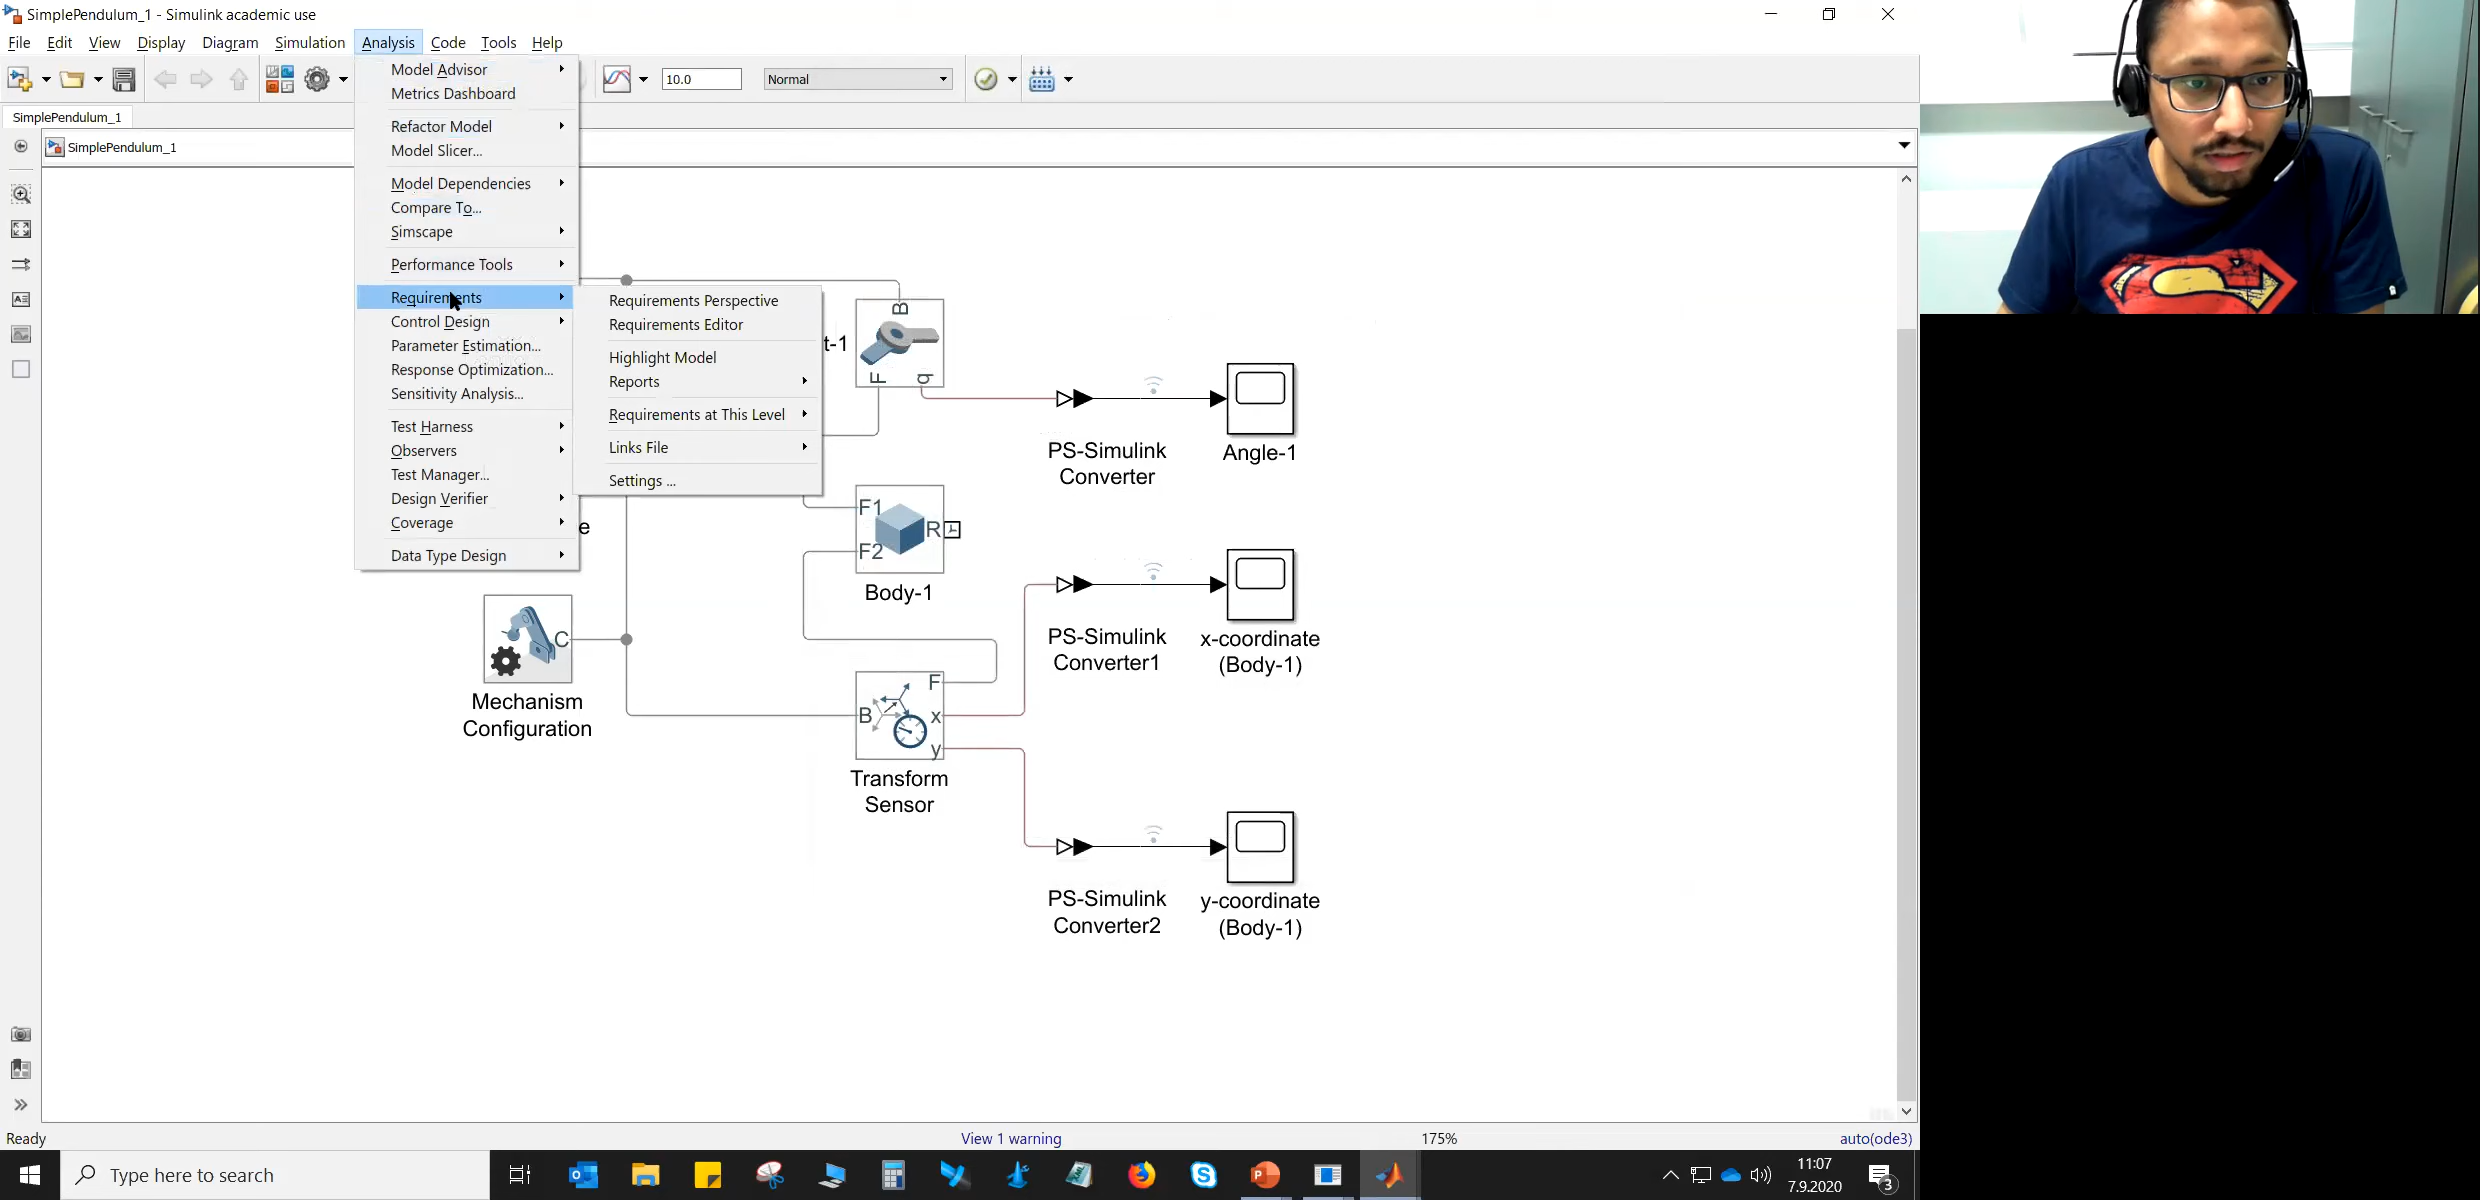 SimplePendulum_1 - Simulink academic use
File Edit View Display Diagram Simulation Analysis Code Tools Help
10.0
Normal
SimplePendulum_1
SimplePendulum_1
Model Advisor
Metrics Dashboard
Refactor Model
Model Slicer...
Model Dependencies
Compare To...
Simscape
Performance Tools
Requirements
Control Design
Parameter Estimation...
Response Optimization...
Sensitivity Analysis...
Test Harness
Observers
Test Manager...
Design Verifier
Coverage
Data Type Design
Requirements Perspective
Requirements Editor
Highlight Model
Reports
Requirements at This Level
Links File
Settings ...
t-1
B
F
q
e
F1
F2
R
Body-1
C
Mechanism
Configuration
B
F
x
y
Transform
Sensor
PS-Simulink
Converter
Angle-1
PS-Simulink
Converter1
x-coordinate
(Body-1)
PS-Simulink
Converter2
y-coordinate
(Body-1)
Ready
View 1 warning
175%
auto(ode3)
Type here to search
11:07
7.9.2020
3